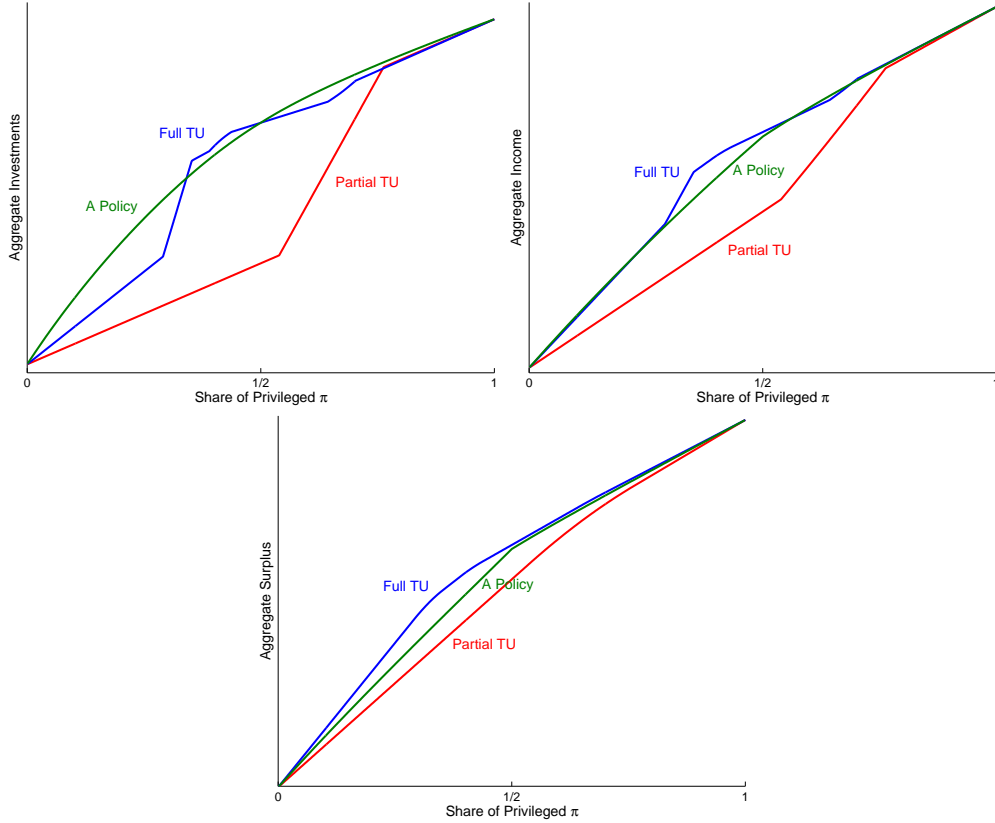 Aggregate Investments
Full TU
A Policy
Partial TU
0
1/2
1
Share of Privileged π
Aggregate Income
Full TU
A Policy
Partial TU
0
1/2
1
Share of Privileged π
Aggregate Surplus
Full TU
A Policy
Partial TU
0
1/2
1
Share of Privileged π